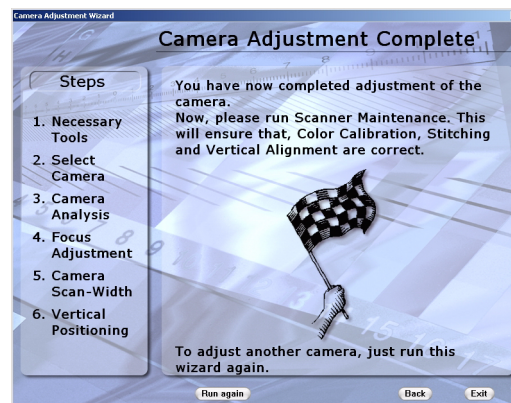 Camera Adjustment Wizard
Camera Adjustment Complete
Steps
1. Necessary
Tools
2. Select
Camera
3. Camera
Analysis
4. Focus
Adjustment
5. Camera
Scan-Width
6. Vertical
Positioning
You have now completed adjustment of the
camera.
Now, please run Scanner Maintenance. This
will ensure that, Color Calibration, Stitching
and Vertical Alignment are correct.
To adjust another camera, just run this
wizard again.
Run again
Back
Exit